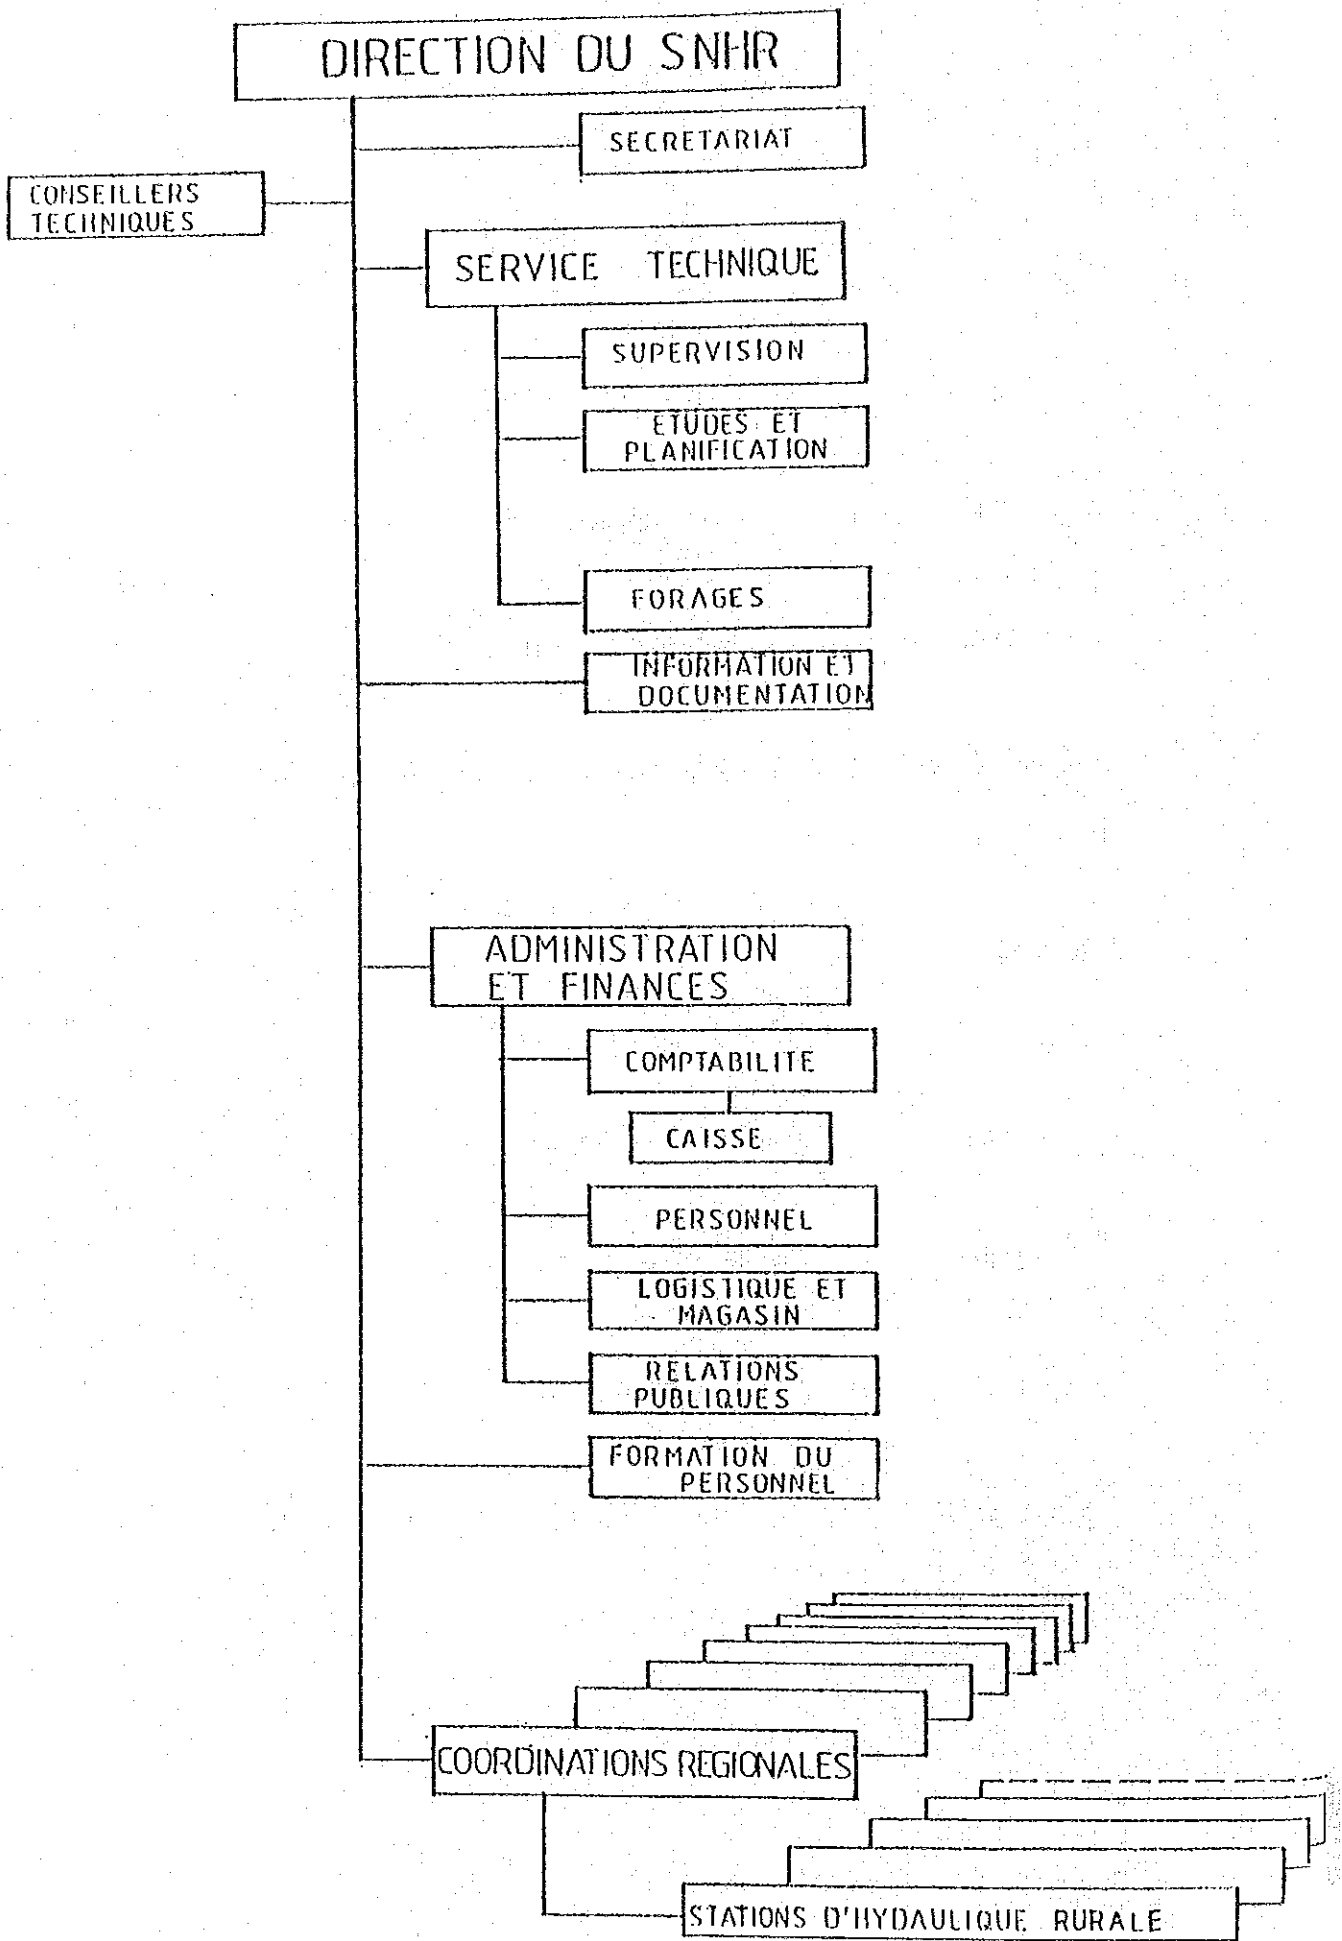 DIRECTION DU SNHR
SECRETARIAT
CONSEILLERS
TECHNIQUES
SERVICE TECHNIQUE
SUPERVISION
ETUDES ET
PLANIFICATION
FORAGES
INFORMATION ET
DOCUMENTATION
ADMINISTRATION
ET FINANCES
COMPTABILITE
CAISSE
PERSONNEL
LOGISTIQUE ET
MAGASIN
RELATIONS
PUBLIQUES
FORMATION DU
PERSONNEL
COORDINATIONS REGIONALES
STATIONS D'HYDAULIQUE RURALE